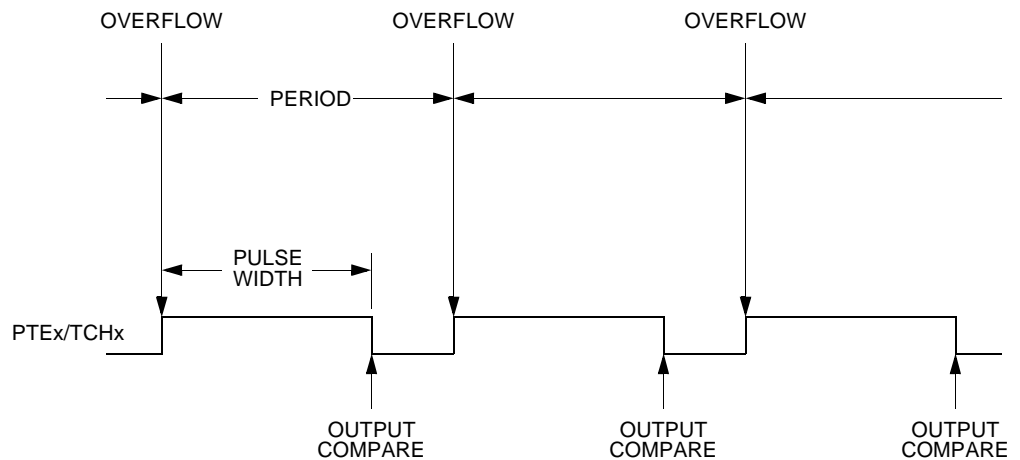 OVERFLOW OVERFLOW OVERFLOW
PERIOD
PULSE
WIDTH
PTEx/TCHx
OUTPUT
COMPARE
OUTPUT
COMPARE
OUTPUT
COMPARE